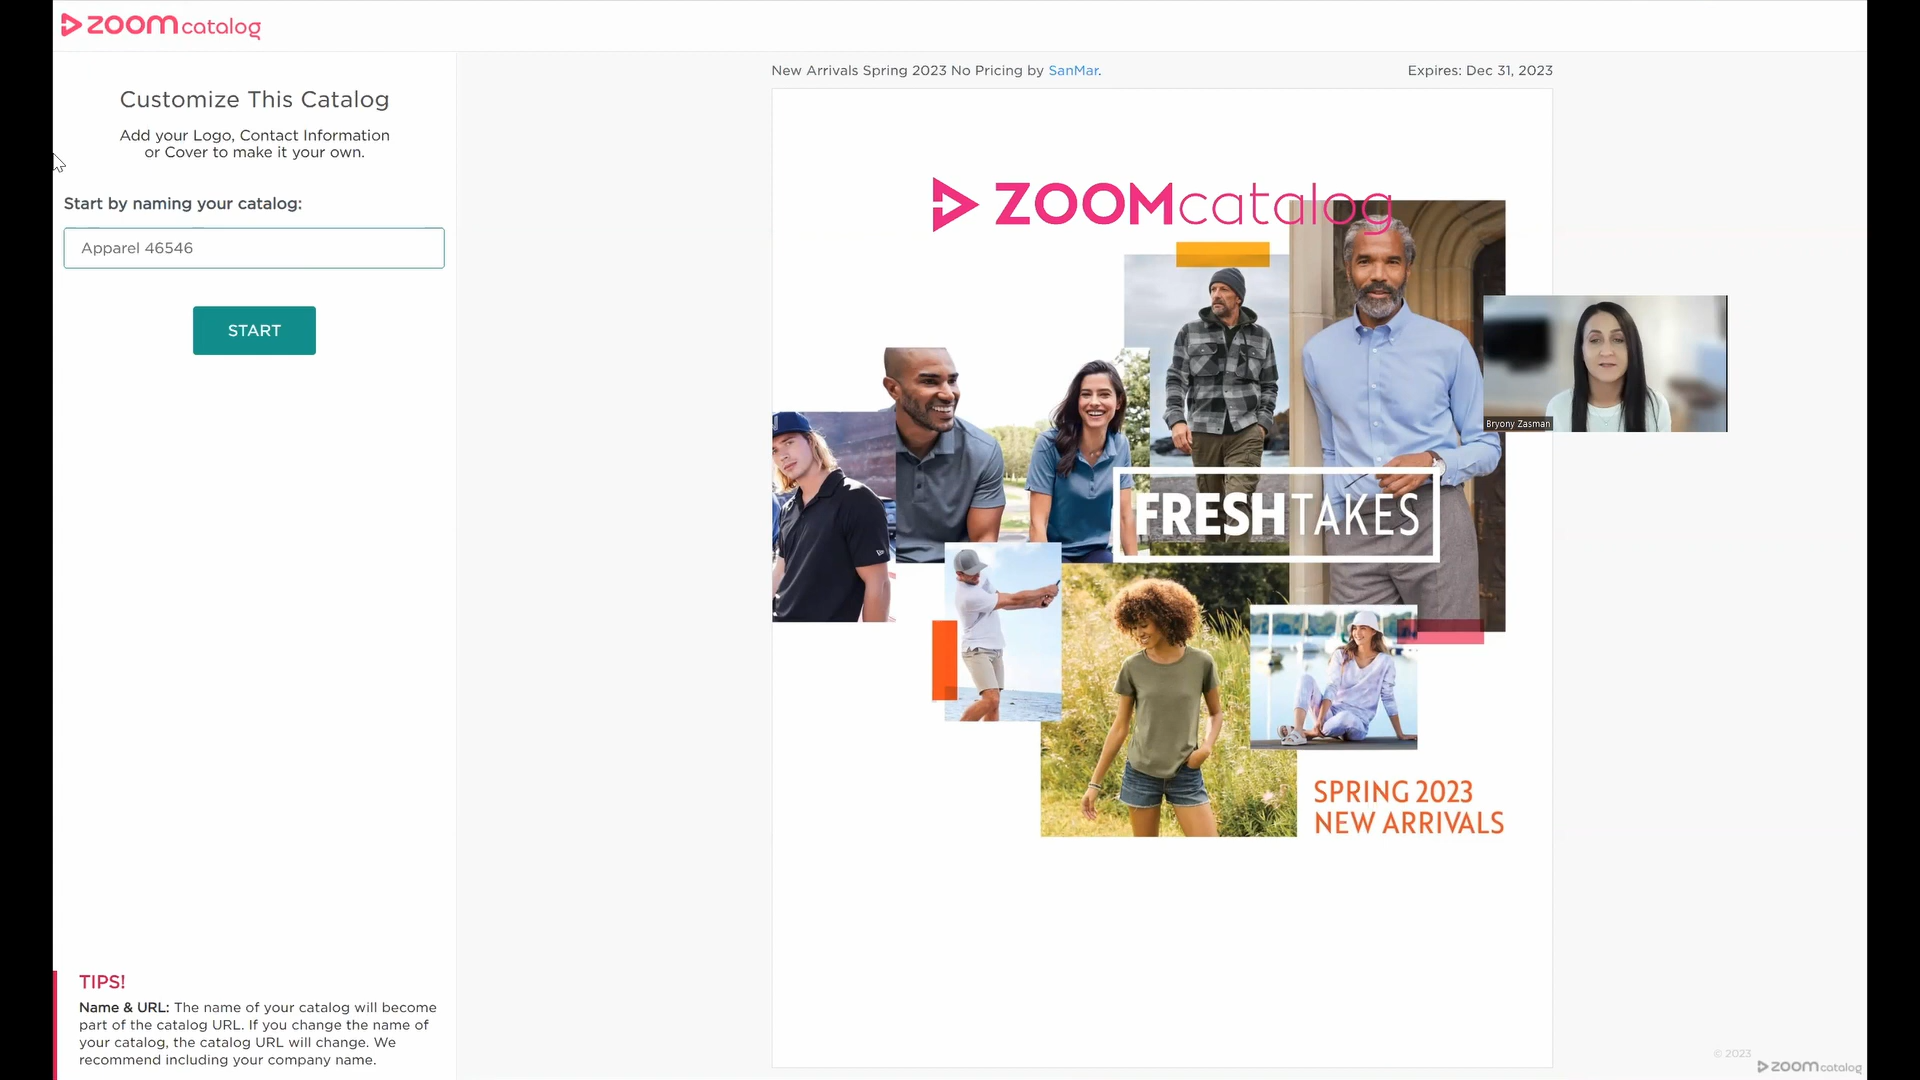 ZOOM catalog
New Arrivals Spring 2023 No Pricing by SanMar.
Expires: Dec 31, 2023
Customize This Catalog
Add your Logo, Contact Information
or Cover to make it your own.
Start by naming your catalog:
Apparel 46546
START
ZOOMcatalog
FRESHTAKES
Bryony Zasman
SPRING 2023
NEW ARRIVALS
TIPS!
Name & URL: The name of your catalog will become
part of the catalog URL. If you change the name of
your catalog, the catalog URL will change. We
recommend including your company name.
© 2023
ZOOM catalog